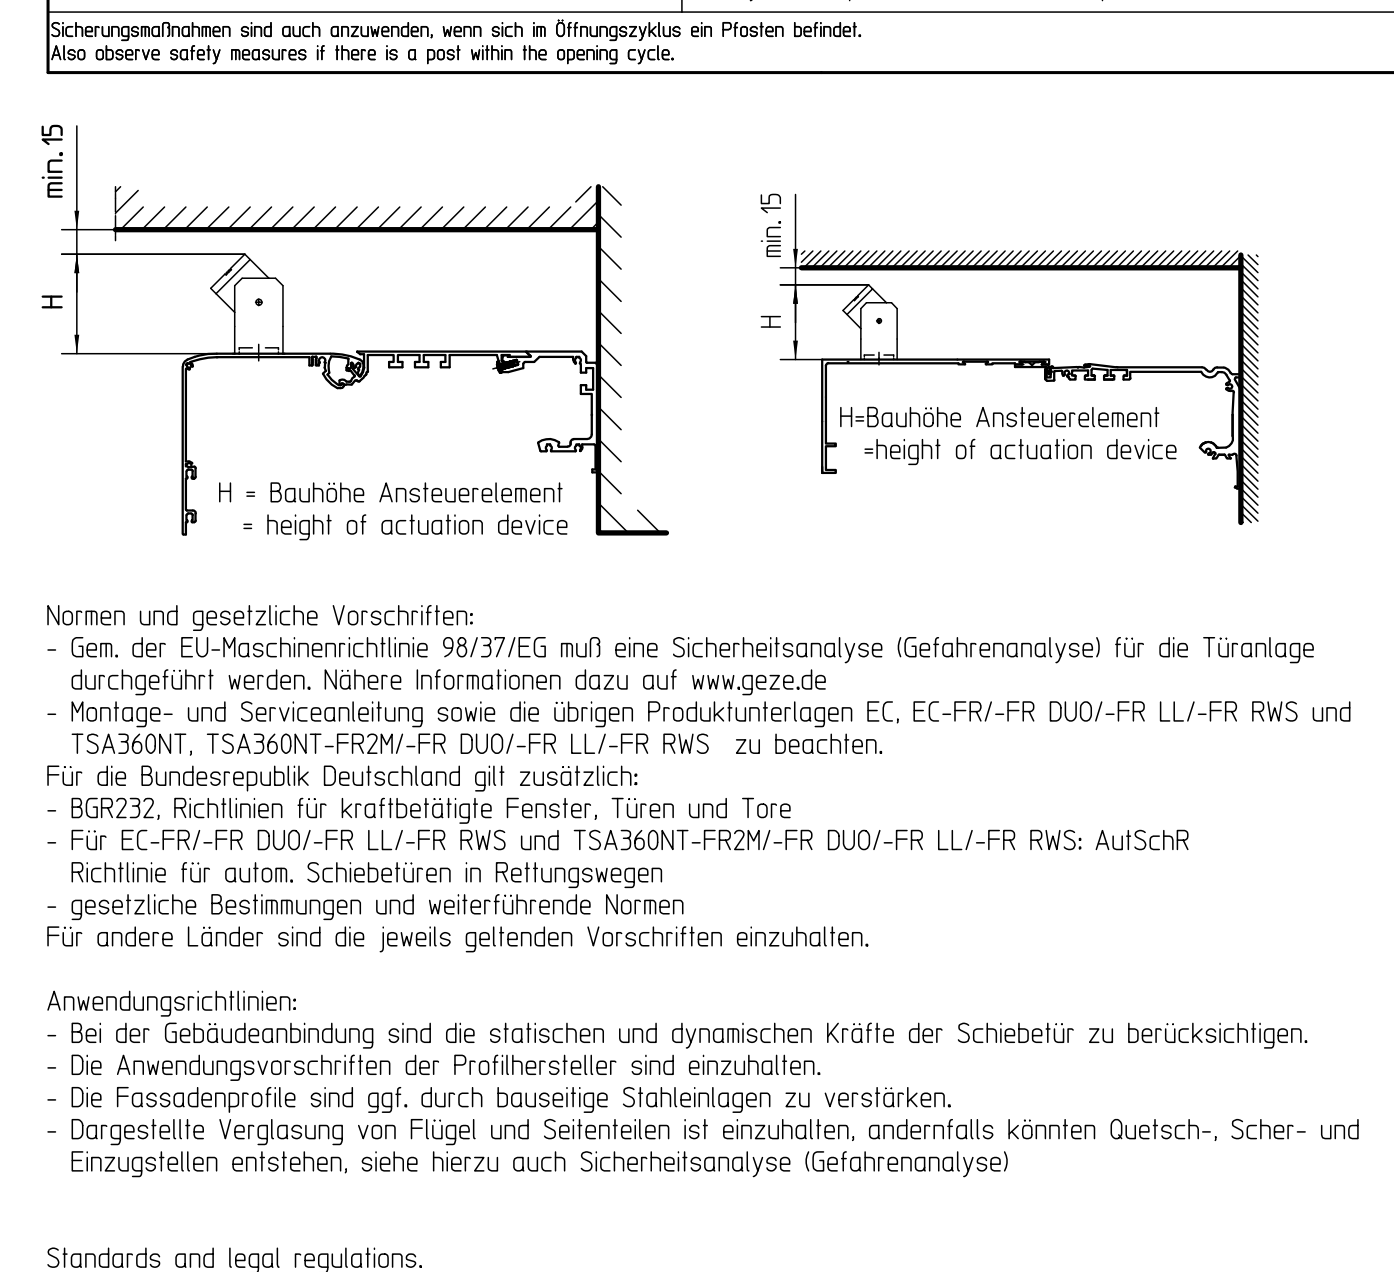 Sicherungsmaßnahmen sind auch anzuwenden, wenn sich im Öffnungszyklus ein Pfosten befindet.
Also observe safety measures if there is a post within the opening cycle.
min. 15
H
H = Bauhöhe Ansteuerelement
= height of actuation device
min. 15
H
H=Bauhöhe Ansteuerelement
=height of actuation device
Normen und gesetzliche Vorschriften:
- Gem. der EU-Maschinenrichtlinie 98/37/EG muß eine Sicherheitsanalyse (Gefahrenanalyse) für die Türanlage
durchgeführt werden. Nähere Informationen dazu auf www.geze.de
- Montage- und Serviceanleitung sowie die übrigen Produktunterlagen EC, EC-FR/-FR DUO/-FR LL/-FR RWS und
TSA360NT, TSA360NT-FR2M/-FR DUO/-FR LL/-FR RWS zu beachten.
Für die Bundesrepublik Deutschland gilt zusätzlich:
- BGR232, Richtlinien für kraftbetätigte Fenster, Türen und Tore
- Für EC-FR/-FR DUO/-FR LL/-FR RWS und TSA360NT-FR2M/-FR DUO/-FR LL/-FR RWS: AutSchR
Richtlinie für autom. Schiebetüren in Rettungswegen
- gesetzliche Bestimmungen und weiterführende Normen
Für andere Länder sind die jeweils geltenden Vorschriften einzuhalten.
Anwendungsrichtlinien:
- Bei der Gebäudeanbindung sind die statischen und dynamischen Kräfte der Schiebetür zu berücksichtigen.
- Die Anwendungsvorschriften der Profilhersteller sind einzuhalten.
- Die Fassadenprofile sind ggf. durch bauseitige Stahleinlagen zu verstärken.
- Dargestellte Verglasung von Flügel und Seitenteilen ist einzuhalten, andernfalls könnten Quetsch-, Scher- und
Einzugstellen entstehen, siehe hierzu auch Sicherheitsanalyse (Gefahrenanalyse)
Standards and legal regulations.